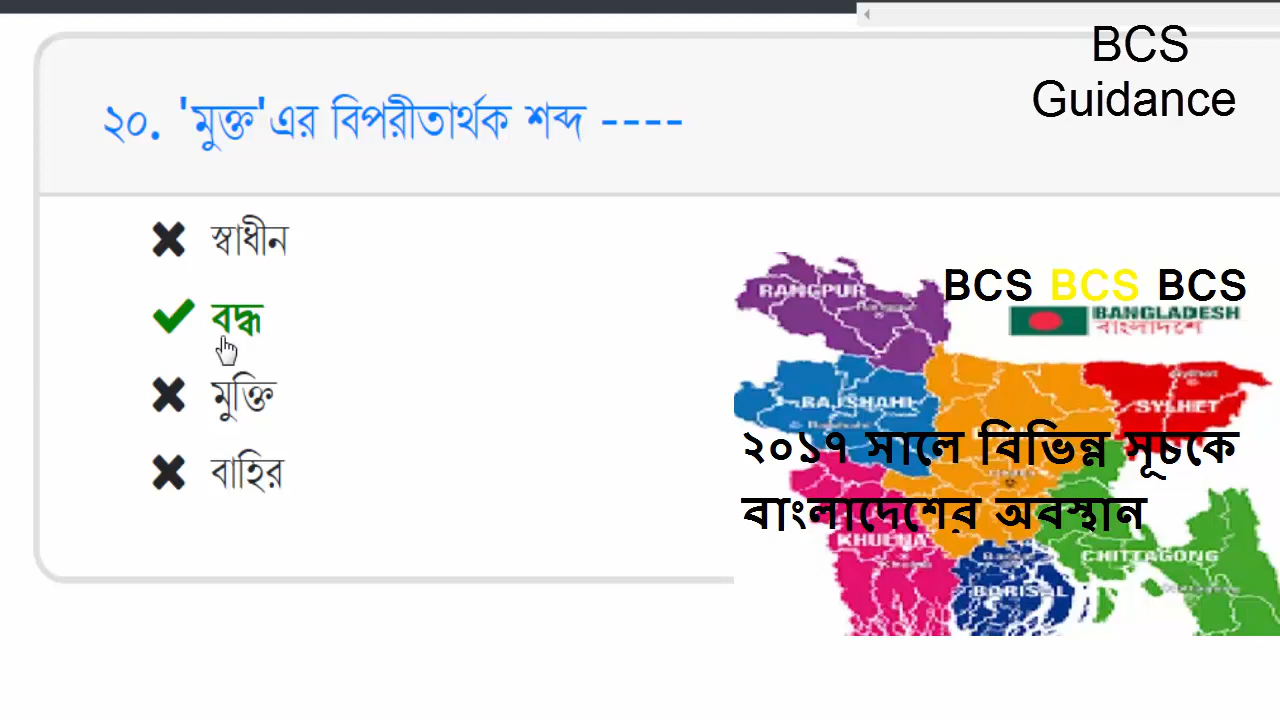 BCS
Guidance
২০. 'মুক্ত'এর বিপরীতার্থক শব্দ ----
স্বাধীন
বদ্ধ
মুক্তি
বাহির
BCS BCS BCS
BANGLADESH
বাংলাদেশ
RANGPUR
RAJSHAHI
SYLHET
২০১৭ সালে বিভিন্ন সূচকে
বাংলাদেশের অবস্থান
KHULNA
CHITTAGONG
BARISAL